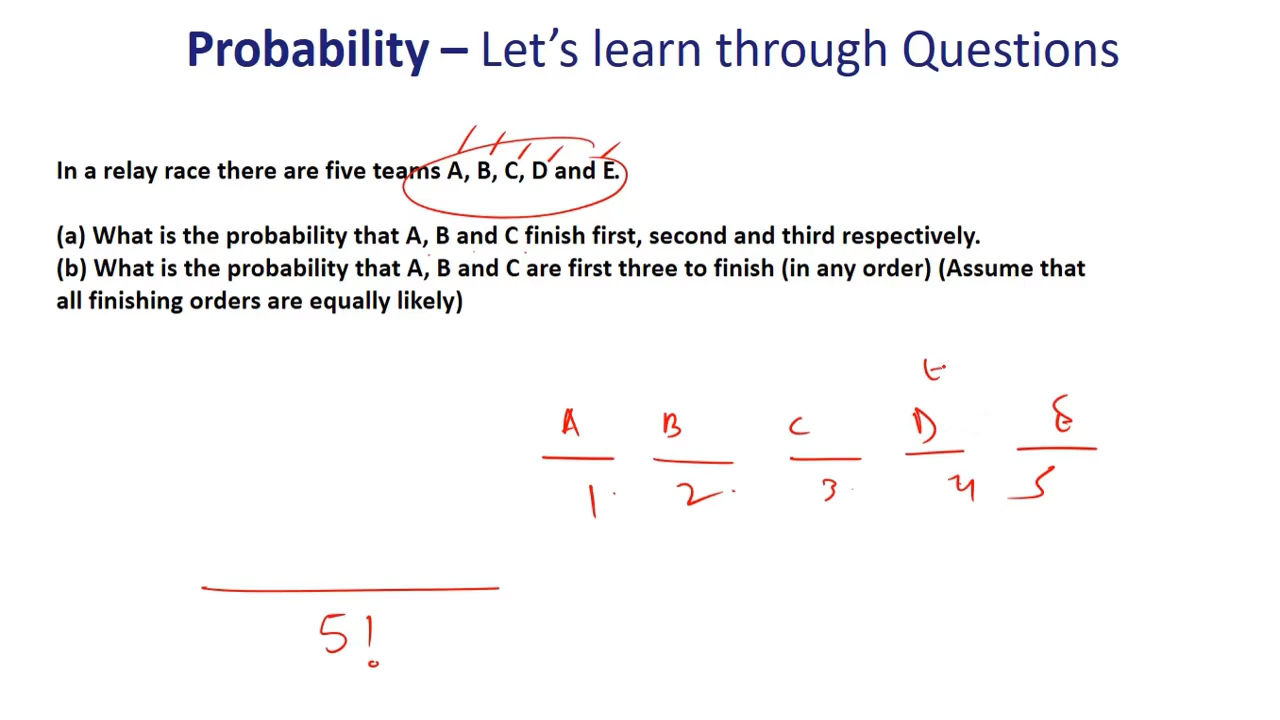 Probability – Let's learn through Questions
In a relay race there are five teams A, B, C, D and E.
(a) What is the probability that A, B and C finish first, second and third respectively.
(b) What is the probability that A, B and C are first three to finish (in any order) (Assume that
all finishing orders are equally likely)
E
A B C D E
1 2 3 4 5
5!